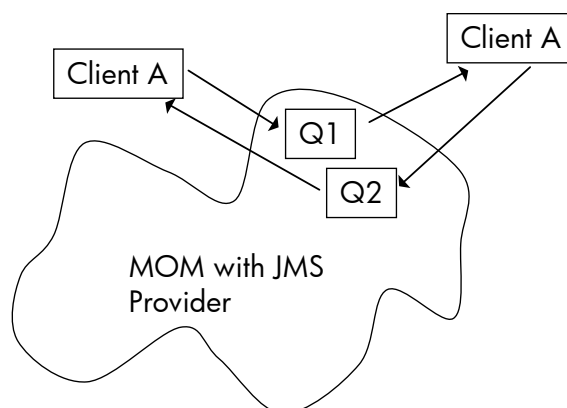 Client A
Client A
Q1
Q2
MOM with JMS
Provider